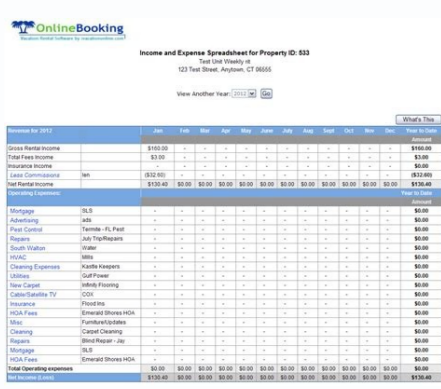 OnlineBooking
Vacation Rental Software by vacationonline.com
Income and Expense Spreadsheet for Property ID: 533
Test Unit Weekly nt
123 Test Street, Anytown, CT 06555
View Another Year: 2012 Go
What's This
Revenue for 2012 Jan Feb Mar Apr May June July Aug Sept Oct Nov Dec Year to Date
Amount
Gross Rental Income $160.00 - - - - - - - - - - - $160.00
Total Fees Income $3.00 - - - - - - - - - - - $3.00
Insurance Income - - - - - - - - - - - - $0.00
Less Commissions len ($32.60) - - - - - - - - - - - ($32.60)
Net Rental Income $130.40 $0.00 $0.00 $0.00 $0.00 $0.00 $0.00 $0.00 $0.00 $0.00 $0.00 $0.00 $130.40
Operating Expenses: Year to Date
Amount
Mortgage SLS - - - - - - - - - - - - $0.00
Advertising ads - - - - - - - - - - - - $0.00
Pest Control Termite - FL Pest - - - - - - - - - - - - $0.00
Repairs July Trip/Repairs - - - - - - - - - - - - $0.00
South Walton Water - - - - - - - - - - - - $0.00
HVAC Mills - - - - - - - - - - - - $0.00
Cleaning Expenses Kastle Keepers - - - - - - - - - - - - $0.00
Utilities Gulf Power - - - - - - - - - - - - $0.00
New Carpet Infinity Flooring - - - - - - - - - - - - $0.00
Cable/Satellite TV COX - - - - - - - - - - - - $0.00
Insurance Flood Ins - - - - - - - - - - - - $0.00
HOA Fees Emerald Shores HOA - - - - - - - - - - - - $0.00
Misc Furniture/Updates - - - - - - - - - - - - $0.00
Cleaning Carpet Cleaning - - - - - - - - - - - - $0.00
Repairs Blind Repair - Jay - - - - - - - - - - - - $0.00
Mortgage SLS - - - - - - - - - - - - $0.00
HOA Fees Emerald Shores HOA - - - - - - - - - - - - $0.00
Total Operating expenses $0.00 $0.00 $0.00 $0.00 $0.00 $0.00 $0.00 $0.00 $0.00 $0.00 $0.00 $0.00 $0.00
Net Income (Loss) $130.40 $0.00 $0.00 $0.00 $0.00 $0.00 $0.00 $0.00 $0.00 $0.00 $0.00 $0.00 $130.40